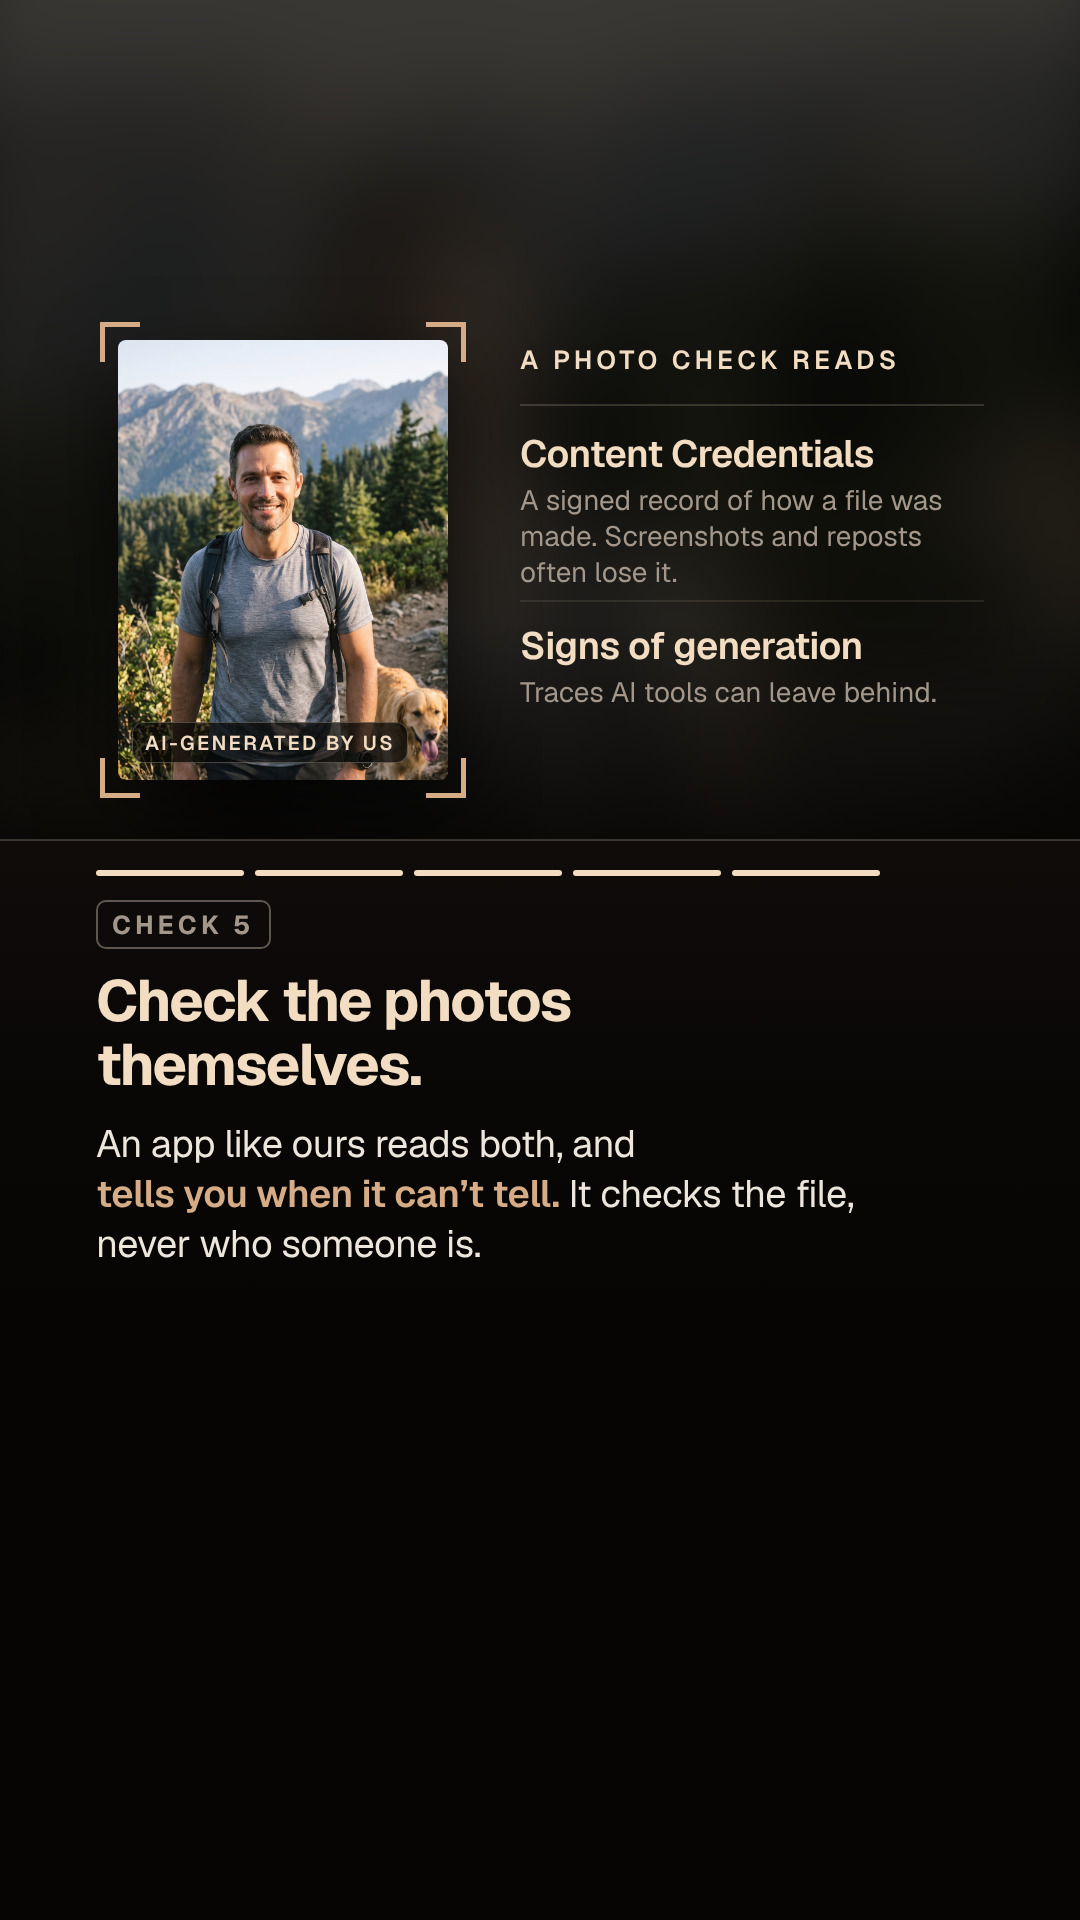 A PHOTO CHECK READS
Content Credentials
A signed record of how a file was
made. Screenshots and reposts
often lose it.
Signs of generation
Traces AI tools can leave behind.
AI-GENERATED BY US
CHECK 5
Check the photos
themselves.
An app like ours reads both, and
tells you when it can’t tell. It checks the file,
never who someone is.